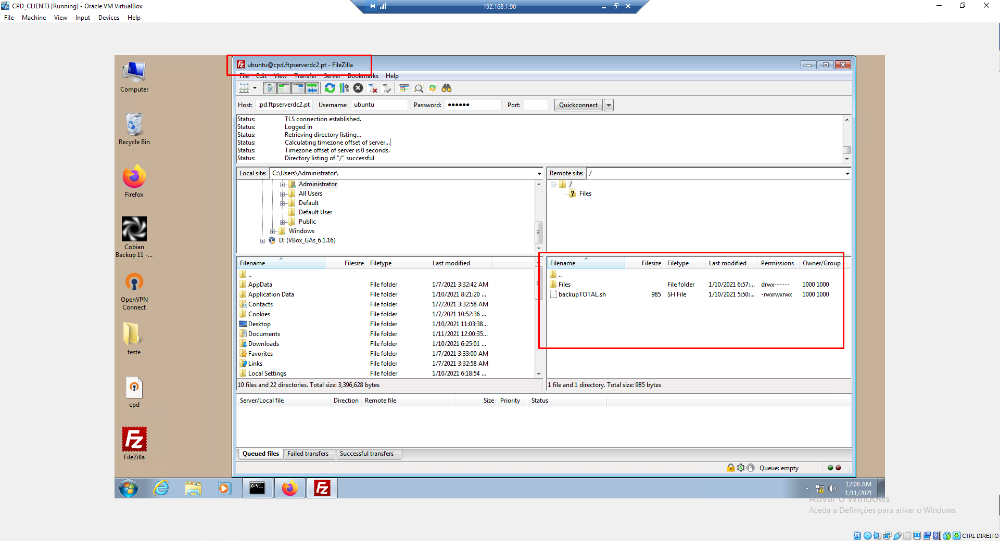 CPD_CLIENT3 [Running] - Oracle VM VirtualBox
192.168.1.90
File Machine View Input Devices Help
Computer
Recycle Bin
Firefox
Cobian
Backup 11 -...
OpenVPN
Connect
teste
cpd
FileZilla
ubuntu@cpd.ftpserverdc2.pt - FileZilla
File Edit View Transfer Server Bookmarks Help
Host: :pd.ftpserverdc2.pt Username: ubuntu Password: ●●●●●● Port: Quickconnect
Status: TLS connection established.
Status: Logged in
Status: Retrieving directory listing...
Status: Calculating timezone offset of server...
Status: Timezone offset of server is 0 seconds.
Status: Directory listing of "/" successful
Local site: C:\Users\Administrator\
Administrator
All Users
Default
Default User
Public
Windows
D: (VBox_GAs_6.1.16)
Remote site: /
/
Files
Filename Filesize Filetype Last modified
..
AppData File folder 1/7/2021 3:32:42 AM
Application Data File folder 1/10/2021 8:21:20 ...
Contacts File folder 1/7/2021 3:32:58 AM
Cookies File folder 1/7/2021 10:52:36 ...
Desktop File folder 1/10/2021 11:03:38...
Documents File folder 1/11/2021 12:00:35...
Downloads File folder 1/10/2021 6:25:01 ...
Favorites File folder 1/7/2021 3:33:00 AM
Links File folder 1/7/2021 3:32:58 AM
Local Settings File folder 1/10/2021 6:18:54 ...
10 files and 22 directories. Total size: 3,396,628 bytes
Filename Filesize Filetype Last modified Permissions Owner/Group
..
Files File folder 1/10/2021 6:57:... drwx------ 1000 1000
backupTOTAL.sh 985 SH File 1/10/2021 5:50:... -rwxrwxrwx 1000 1000
1 file and 1 directory. Total size: 985 bytes
Server/Local file Direction Remote file Size Priority Status
Queued files Failed transfers Successful transfers
Queue: empty
12:08 AM
1/11/2021
Ativar o Windows
Aceda a Definições para ativar o Windows.
CTRL DIREITO